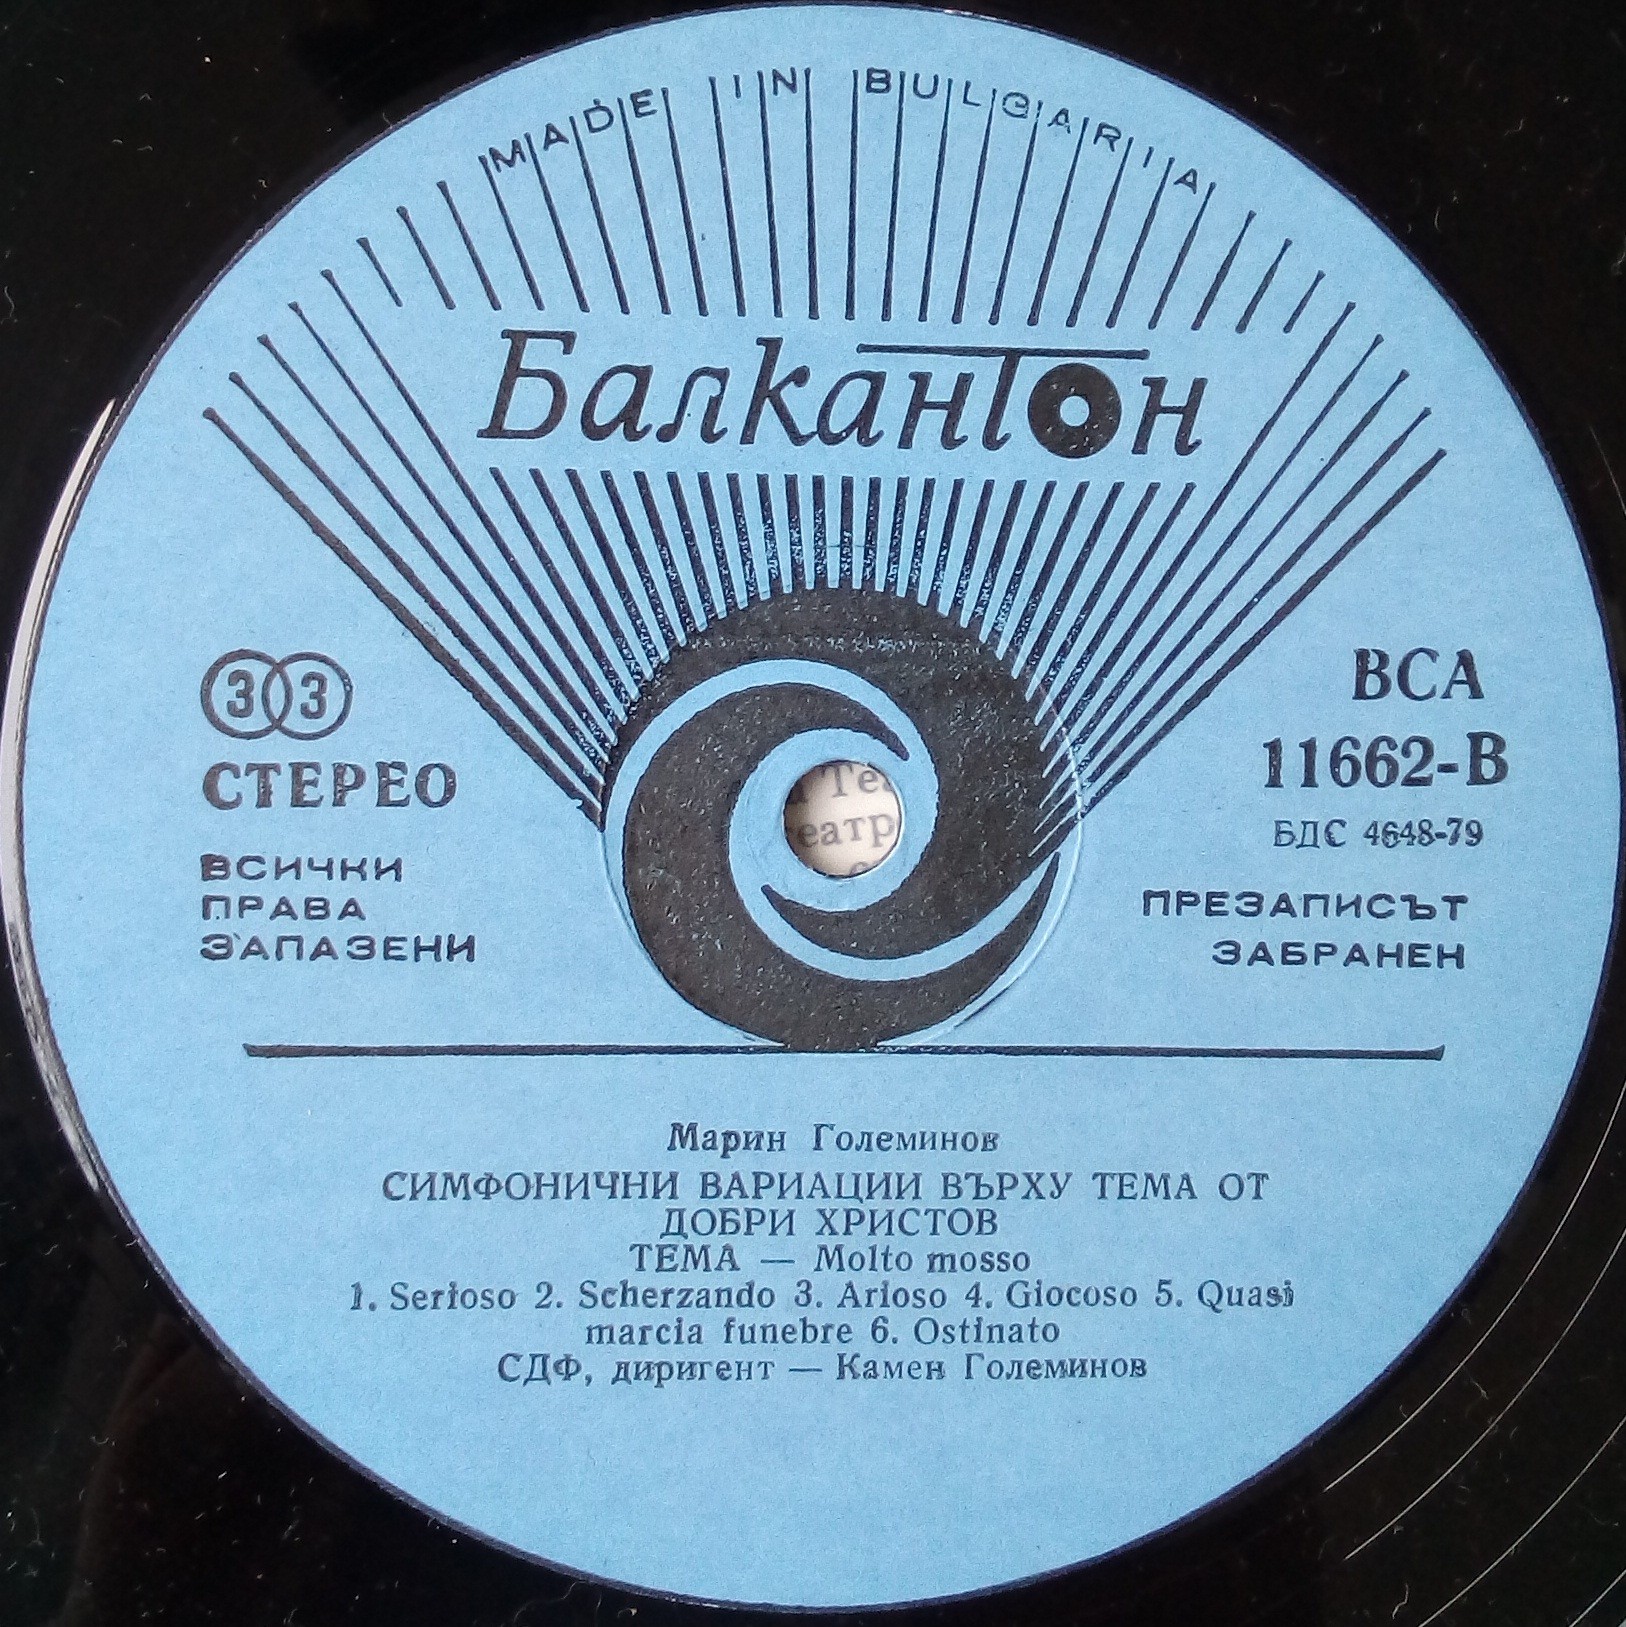 MADE IN BULGARIA
Балкантон
33
СТЕРЕО
ВСИЧКИ
ПРАВА
ЗАПАЗЕНИ
ВСА
11662-В
БДС 4648-79
ПРЕЗАПИСЪТ
ЗАБРАНЕН
Те
еатр
Марин Големинов
СИМФОНИЧНИ ВАРИАЦИИ ВЪРХУ ТЕМА ОТ
ДОБРИ ХРИСТОВ
ТЕМА — Molto mosso
1. Serioso 2. Scherzando 3. Arioso 4. Giocoso 5. Quasi
marcia funebre 6. Ostinato
СДФ, диригент — Камен Големинов